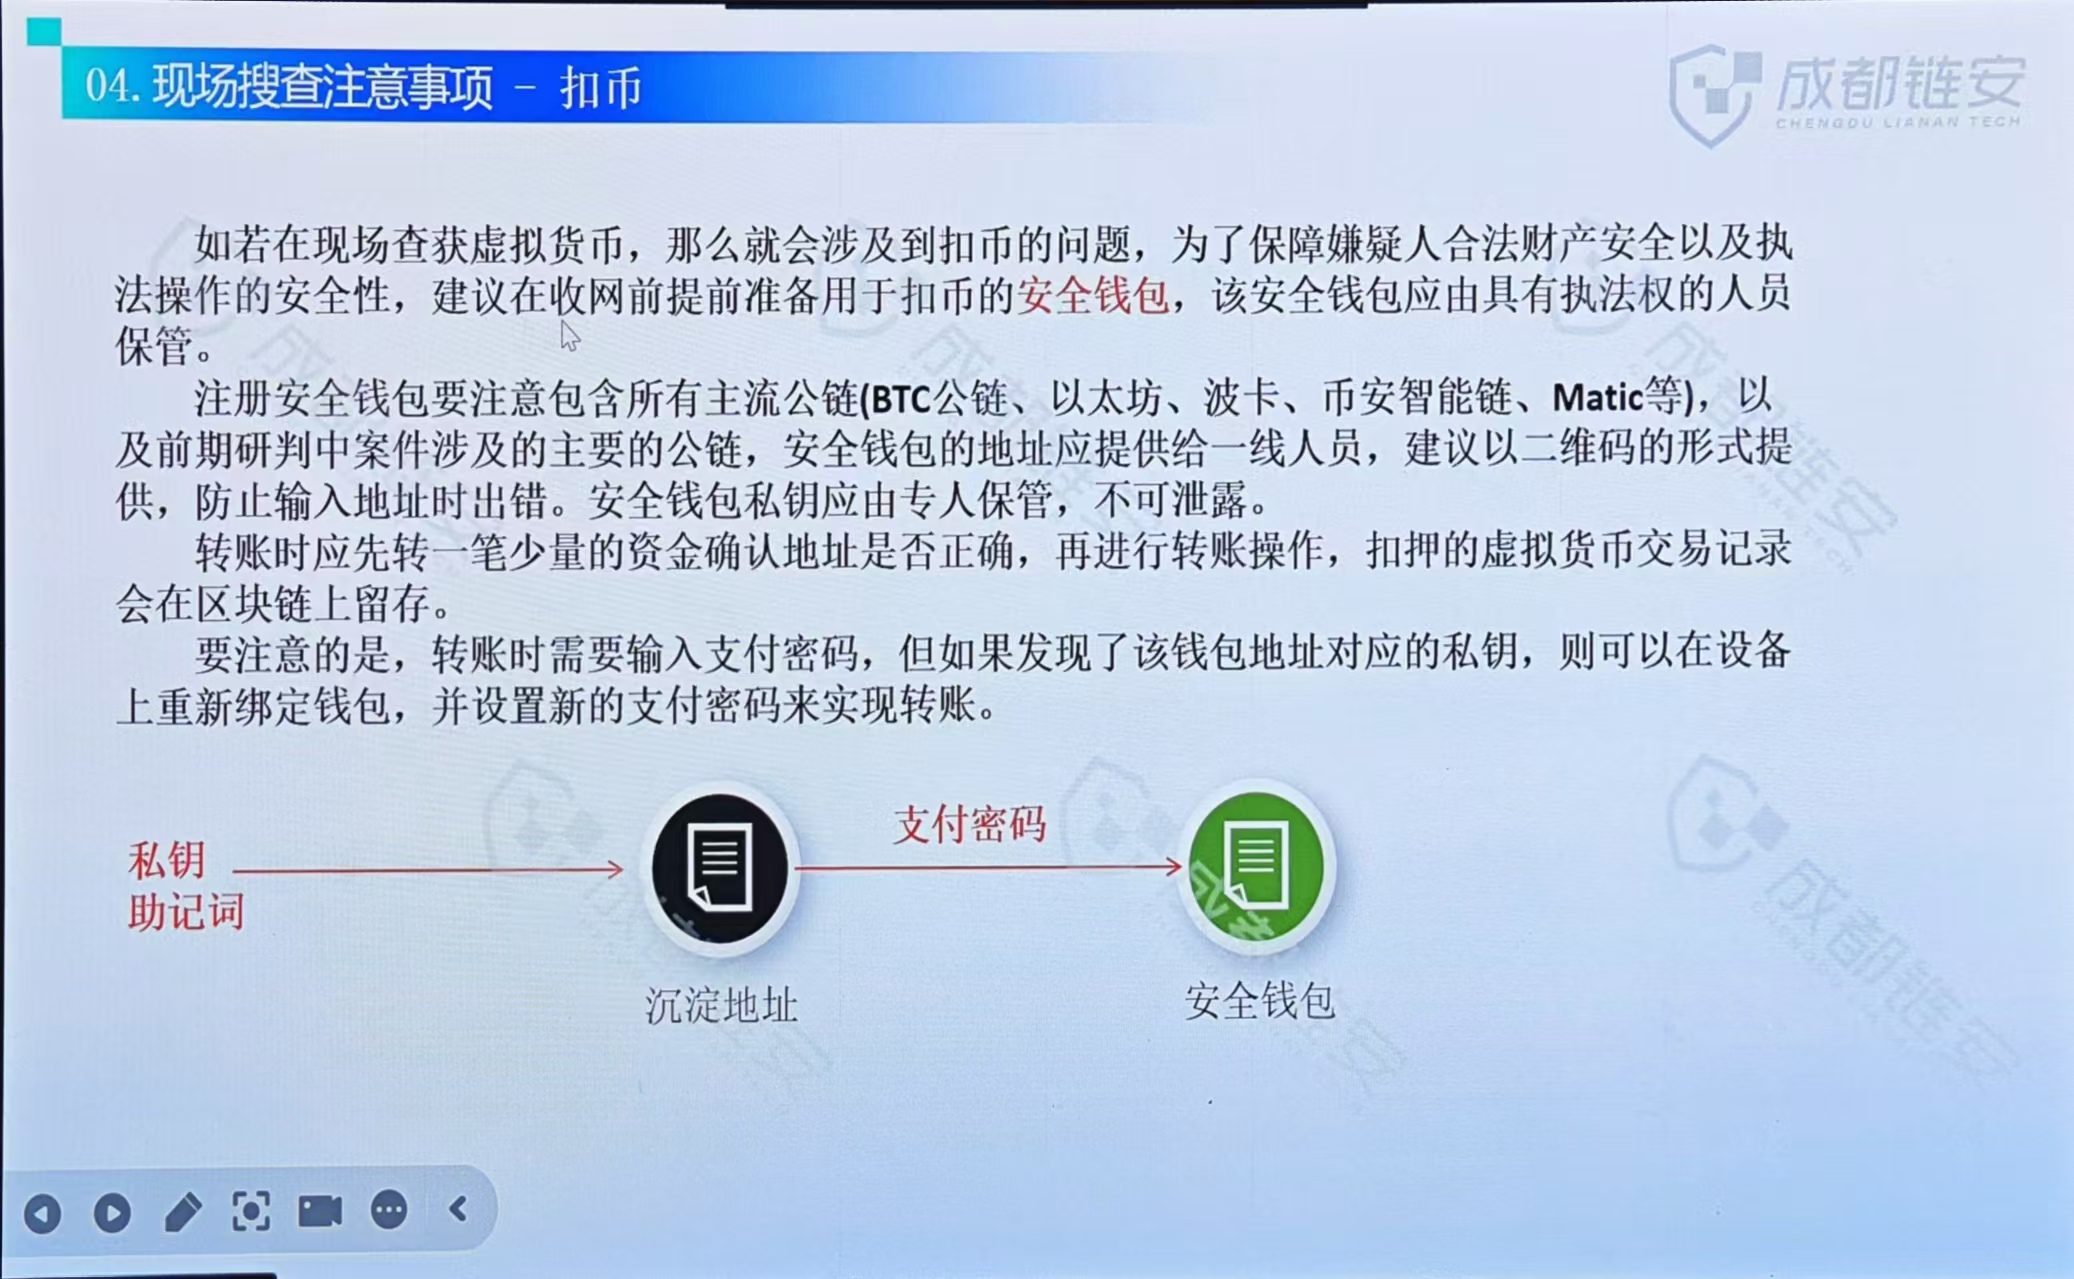 04. 现场搜查注意事项 - 扣币
成都链安
CHENGDU LIANAN TECH
如若在现场查获虚拟货币，那么就会涉及到扣币的问题，为了保障嫌疑人合法财产安全以及执
法操作的安全性，建议在收网前提前准备用于扣币的安全钱包，该安全钱包应由具有执法权的人员
保管。
注册安全钱包要注意包含所有主流公链(BTC公链、以太坊、波卡、币安智能链、Matic等)，以
及前期研判中案件涉及的主要的公链，安全钱包的地址应提供给一线人员，建议以二维码的形式提
供，防止输入地址时出错。安全钱包私钥应由专人保管，不可泄露。
转账时应先转一笔少量的资金确认地址是否正确，再进行转账操作，扣押的虚拟货币交易记录
会在区块链上留存。
要注意的是，转账时需要输入支付密码，但如果发现了该钱包地址对应的私钥，则可以在设备
上重新绑定钱包，并设置新的支付密码来实现转账。
私钥
助记词
支付密码
沉淀地址
安全钱包